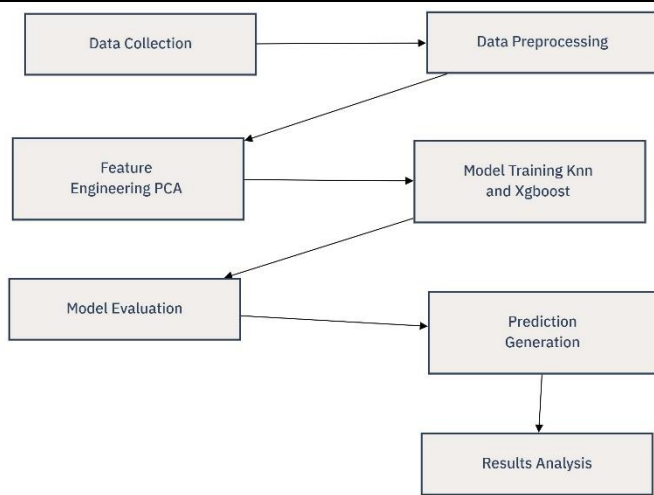 Data Collection
Data Preprocessing
Feature
Engineering PCA
Model Training Knn
and Xgboost
Model Evaluation
Prediction
Generation
Results Analysis